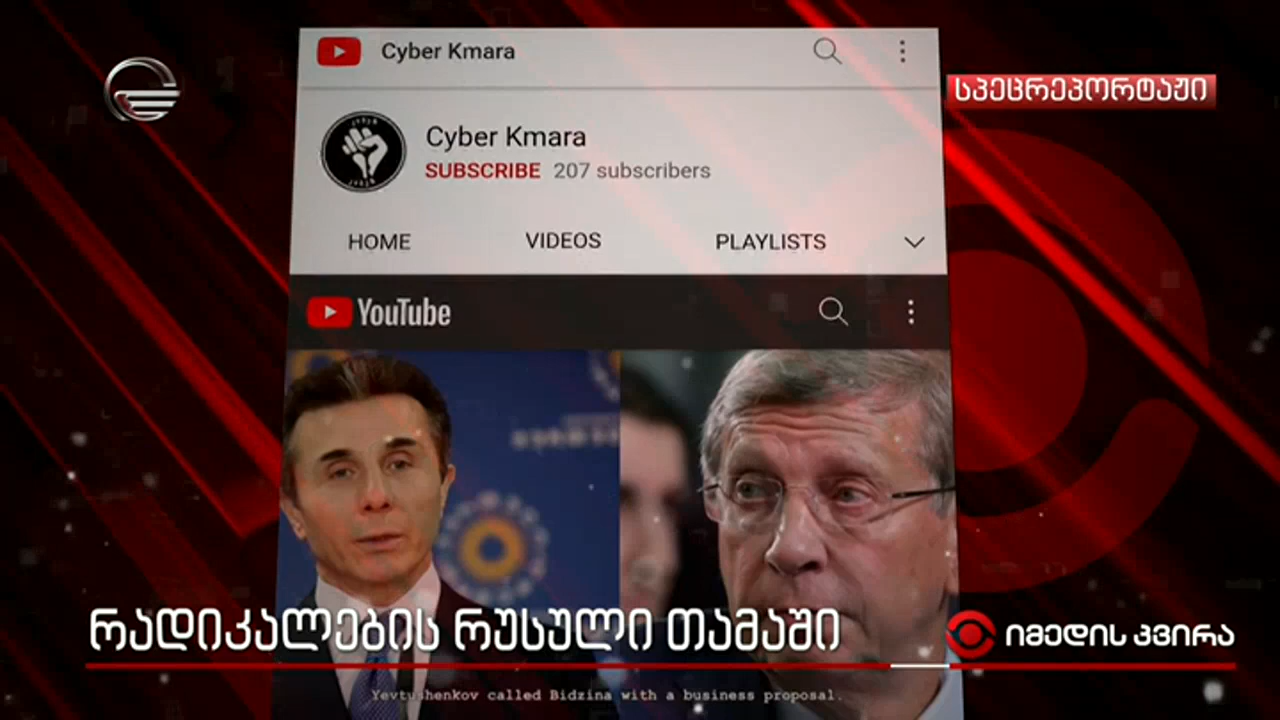 Cyber Kmara
სპეცრეპორტაჟი
Cyber Kmara
SUBSCRIBE 207 subscribers
HOME VIDEOS PLAYLISTS
YouTube
რადიკალების რუსული თამაში
იმედის კვირა
Yevtushenkov called Bidzina with a business proposal.